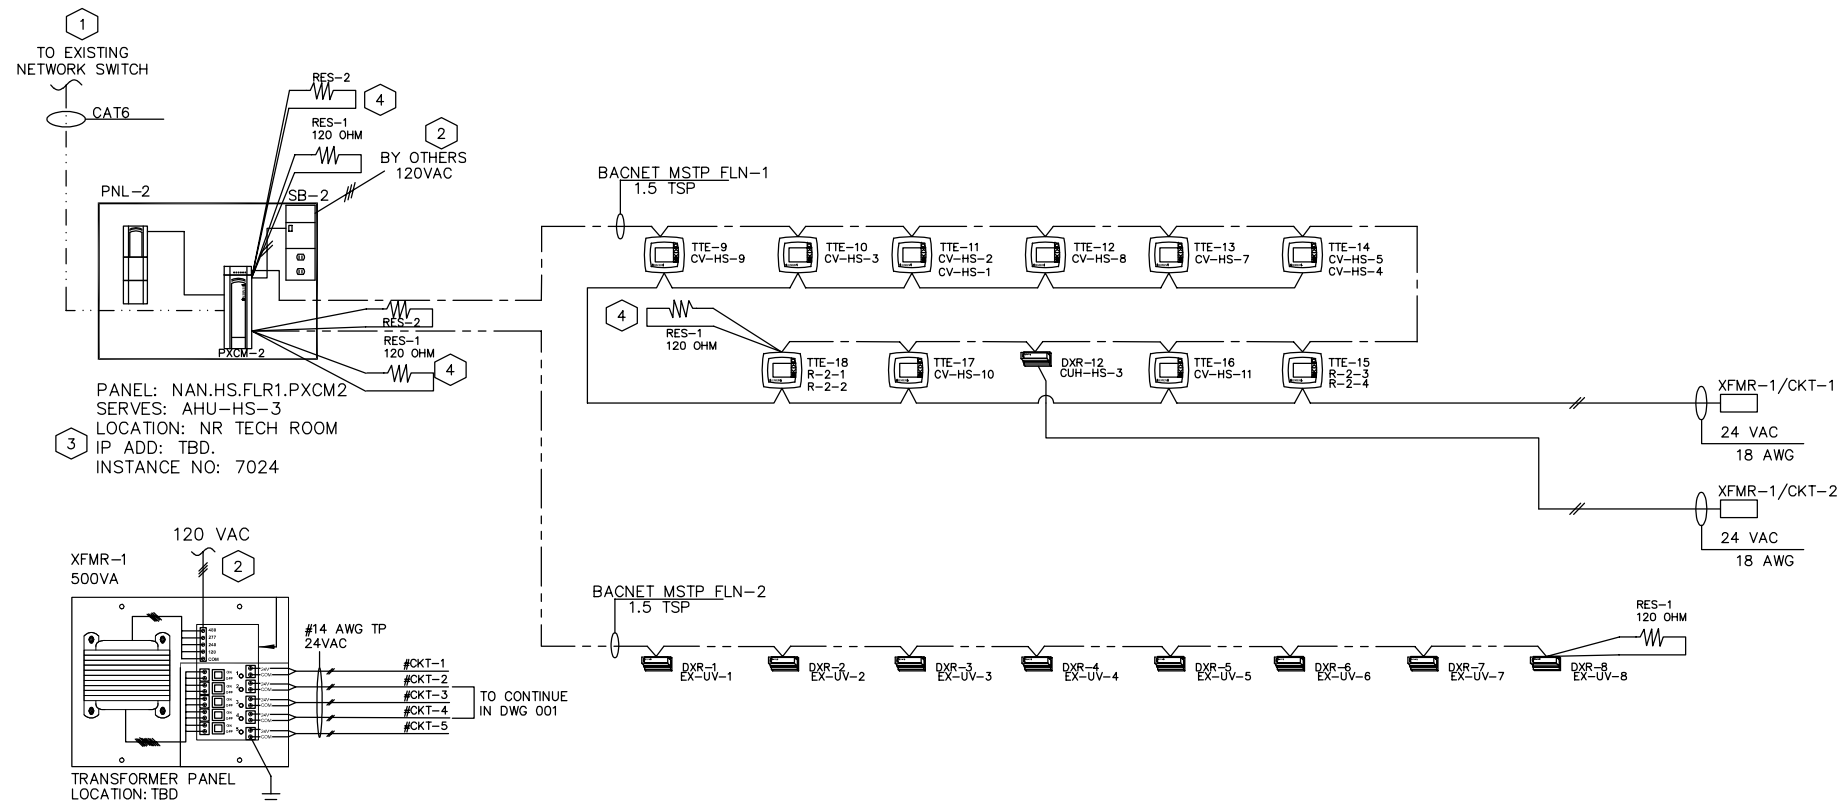 1
TO EXISTING
NETWORK SWITCH
CAT6
RES-2
4
RES-1
120 OHM
2
BY OTHERS
120VAC
PNL-2
SB-2
PXCM-2
RES-2
RES-1
120 OHM
4
PANEL: NAN.HS.FLR1.PXCM2
SERVES: AHU-HS-3
LOCATION: NR TECH ROOM
3
IP ADD: TBD.
INSTANCE NO: 7024
BACNET MSTP FLN-1
1.5 TSP
TTE-9
CV-HS-9
TTE-10
CV-HS-3
TTE-11
CV-HS-2
CV-HS-1
TTE-12
CV-HS-8
TTE-13
CV-HS-7
TTE-14
CV-HS-5
CV-HS-4
4
RES-1
120 OHM
TTE-18
R-2-1
R-2-2
TTE-17
CV-HS-10
DXR-12
CUH-HS-3
TTE-16
CV-HS-11
TTE-15
R-2-3
R-2-4
XFMR-1/CKT-1
24 VAC
18 AWG
XFMR-1/CKT-2
24 VAC
18 AWG
120 VAC
2
XFMR-1
500VA
480
277
240
120
COM
#14 AWG TP
24VAC
#CKT-1
#CKT-2
#CKT-3
#CKT-4
#CKT-5
TO CONTINUE
IN DWG 001
TRANSFORMER PANEL
LOCATION: TBD
BACNET MSTP FLN-2
1.5 TSP
DXR-1
EX-UV-1
DXR-2
EX-UV-2
DXR-3
EX-UV-3
DXR-4
EX-UV-4
DXR-5
EX-UV-5
DXR-6
EX-UV-6
DXR-7
EX-UV-7
DXR-8
EX-UV-8
RES-1
120 OHM